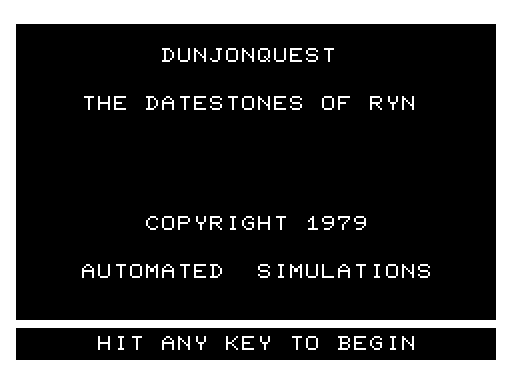 DUNJONQUEST
THE DATESTONES OF RYN
COPYRIGHT 1979
AUTOMATED  SIMULATIONS
HIT ANY KEY TO BEGIN